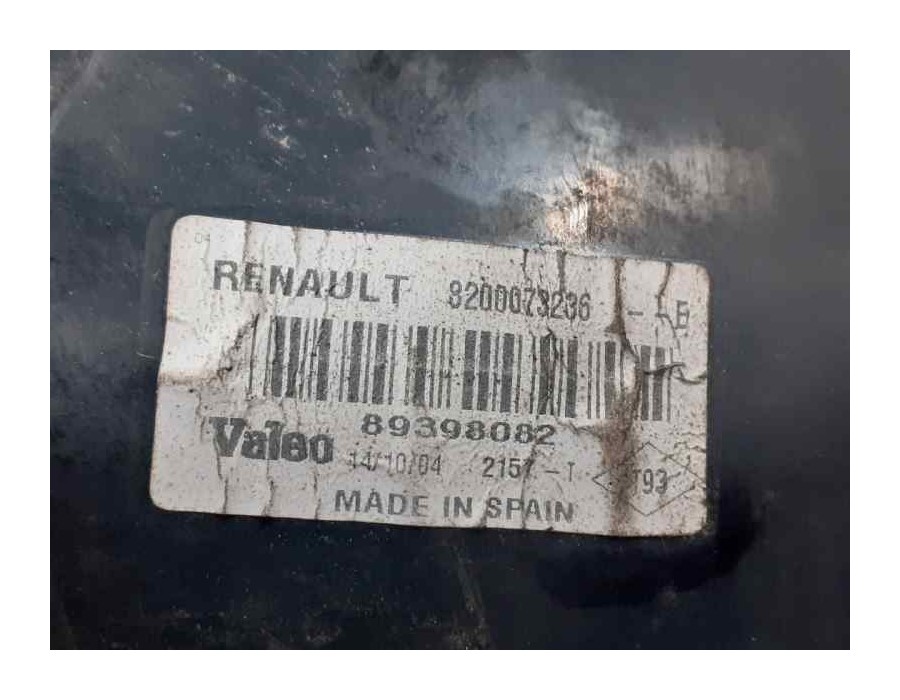 RENAULT 8200073236 - -B
89398082
Valeo 14/10/04 2157 - T T93
MADE IN SPAIN